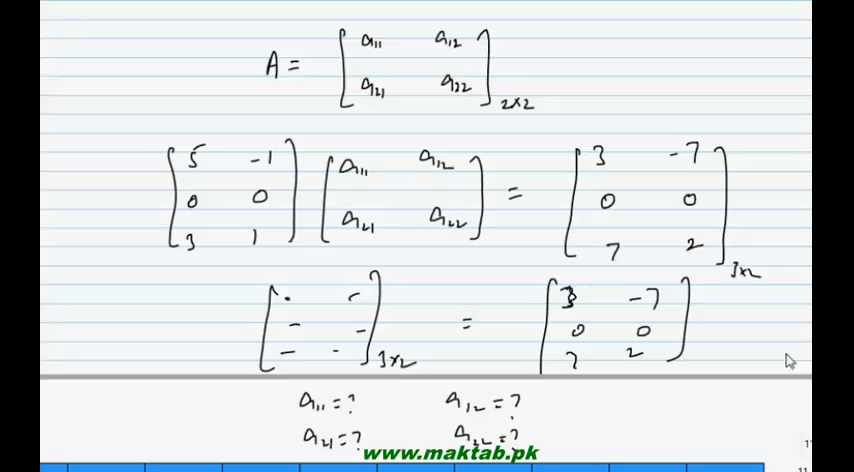 A = [ a11 a12
a21 a22 ] 2x2
[ 5 -1 ] [ a11 a12 ] = [ 3 -7 ]
[ 0 0 ] [ 0 0 ]
[ 3 1 ] [ a21 a22 ] [ 7 2 ] 3x2
[ . - ] = [ 3 -7 ]
[ - - ] [ 0 0 ]
[ - . ] 3x2 [ 7 2 ]
a11 = ? a12 = ?
a21 = ? a22 = ?
www.maktab.pk
11